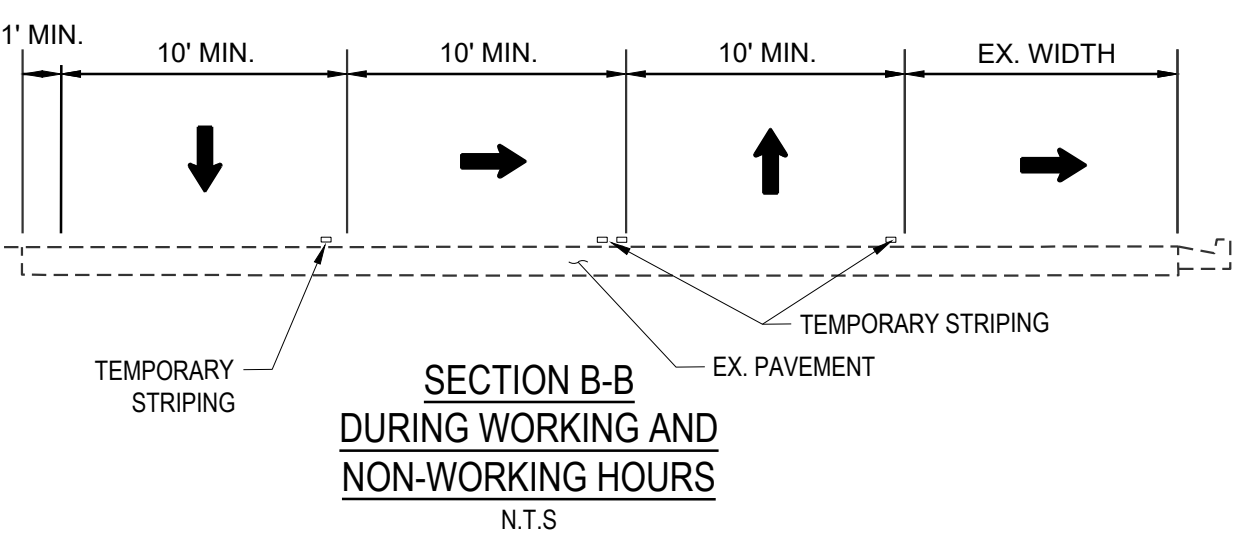 1' MIN.
10' MIN.
10' MIN.
10' MIN.
EX. WIDTH
TEMPORARY STRIPING
EX. PAVEMENT
TEMPORARY
STRIPING
SECTION B-B
DURING WORKING AND
NON-WORKING HOURS
N.T.S